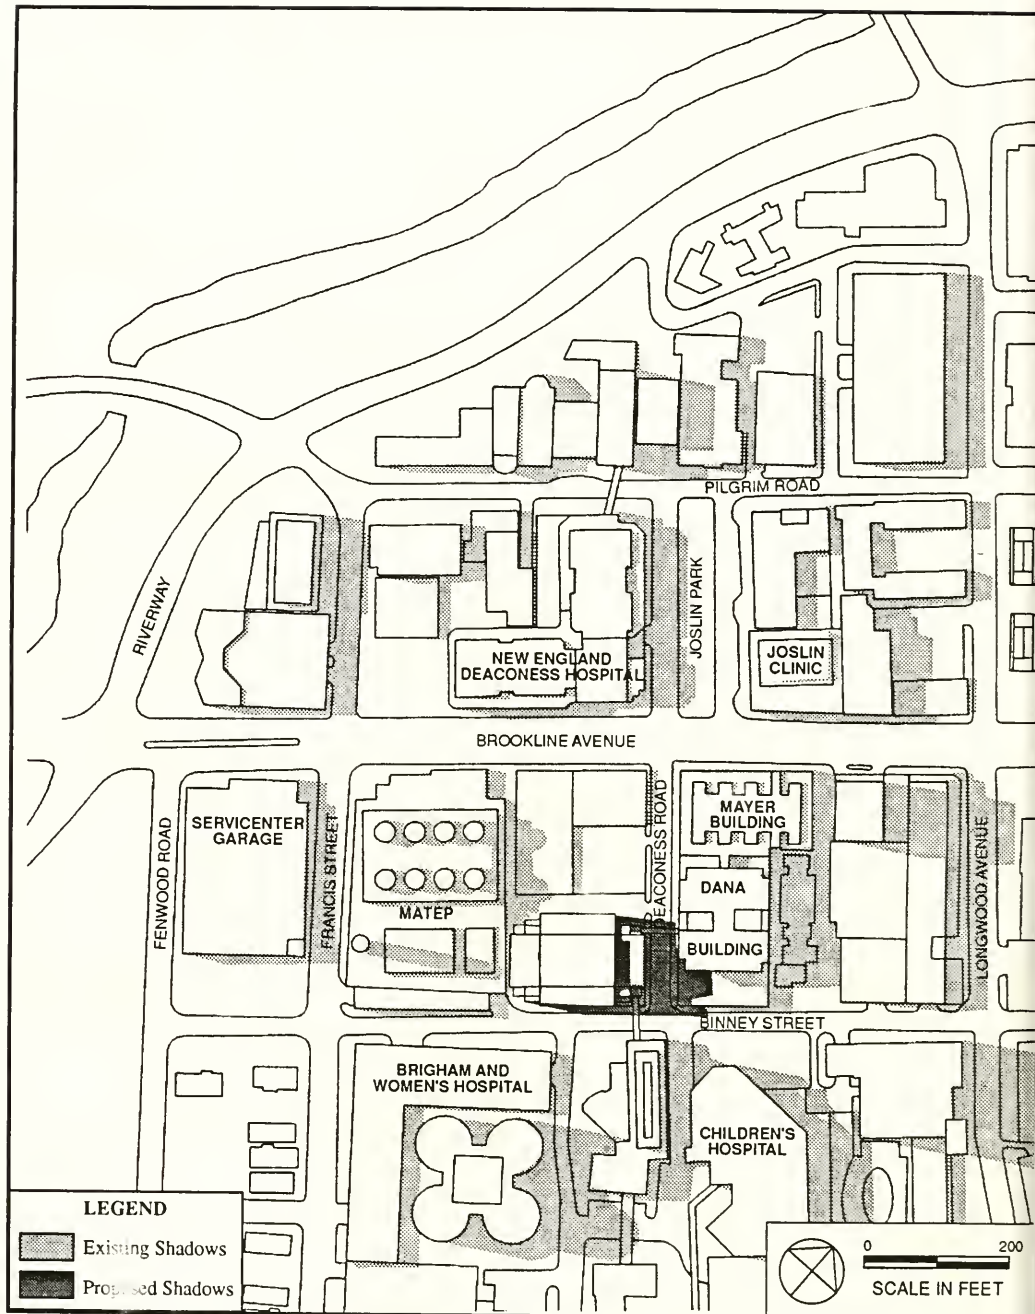 PILGRIM ROAD
RIVERWAY
JOSLIN PARK
NEW ENGLAND
DEACONESS HOSPITAL
JOSLIN
CLINIC
BROOKLINE AVENUE
FENWOOD ROAD
SERVICENTER
GARAGE
FRANCIS STREET
MATEP
DEACONESS ROAD
MAYER
BUILDING
DANA
BUILDING
LONGWOOD AVENUE
BINNEY STREET
BRIGHAM AND
WOMEN'S HOSPITAL
CHILDREN'S
HOSPITAL
LEGEND
Existing Shadows
Proposed Shadows
0 200
SCALE IN FEET